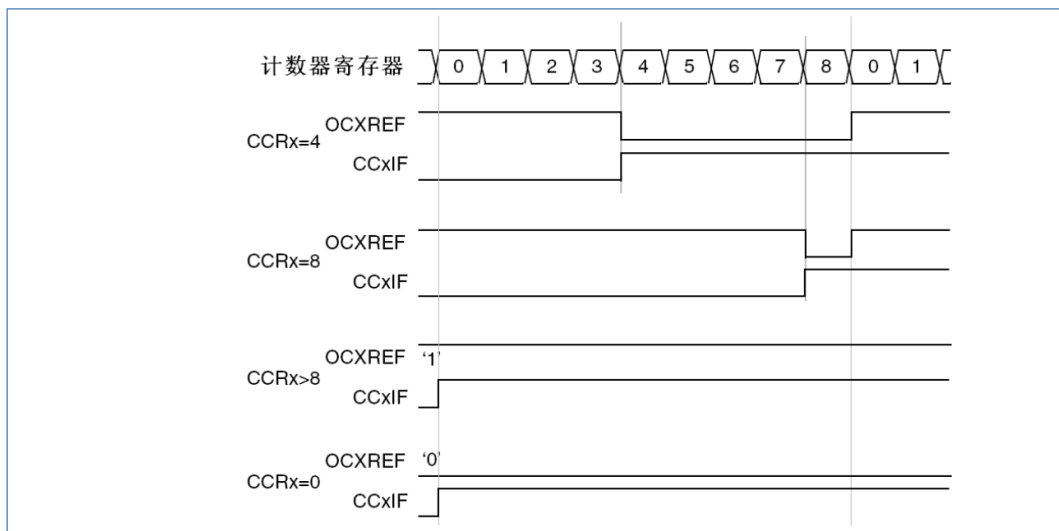 计数器寄存器 0 1 2 3 4 5 6 7 8 0 1
OCXREF
CCRx=4
CCxIF
OCXREF
CCRx=8
CCxIF
OCXREF ‘1’
CCRx>8
CCxIF
OCXREF ‘0’
CCRx=0
CCxIF